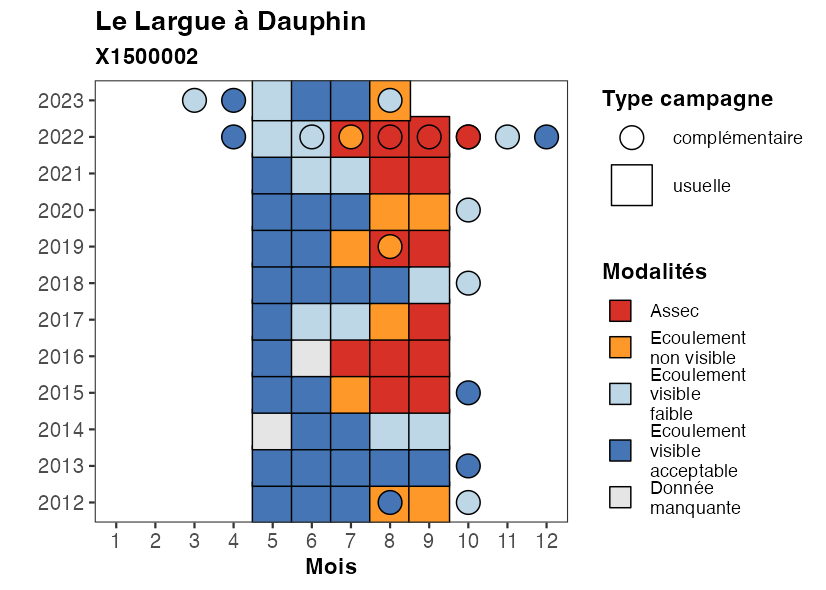 Le Largue à Dauphin
X1500002
2023
2022
2021
2020
2019
2018
2017
2016
2015
2014
2013
2012
1 2 3 4 5 6 7 8 9 10 11 12
Mois
Type campagne
complémentaire
usuelle
Modalités
Assec
Ecoulement
non visible
Ecoulement
visible
faible
Ecoulement
visible
acceptable
Donnée
manquante